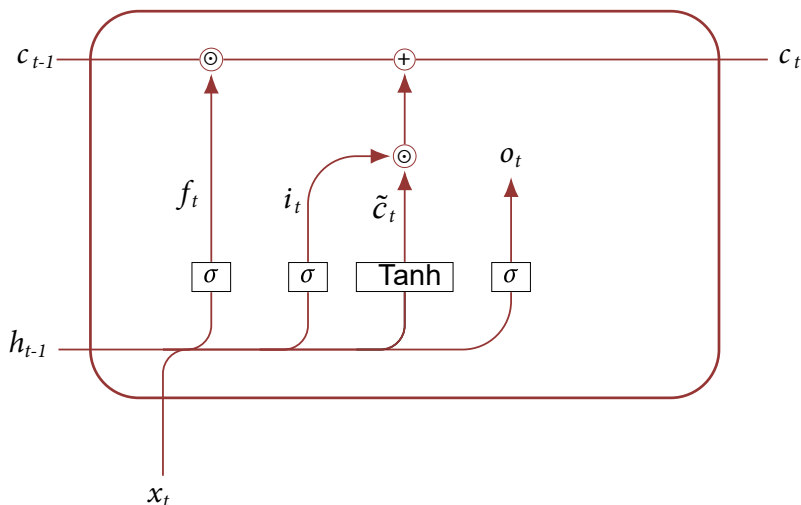 c t-1 ⊙ + c t
⊙ o t
f t i t c̃ t
σ σ Tanh σ
h t-1
x t